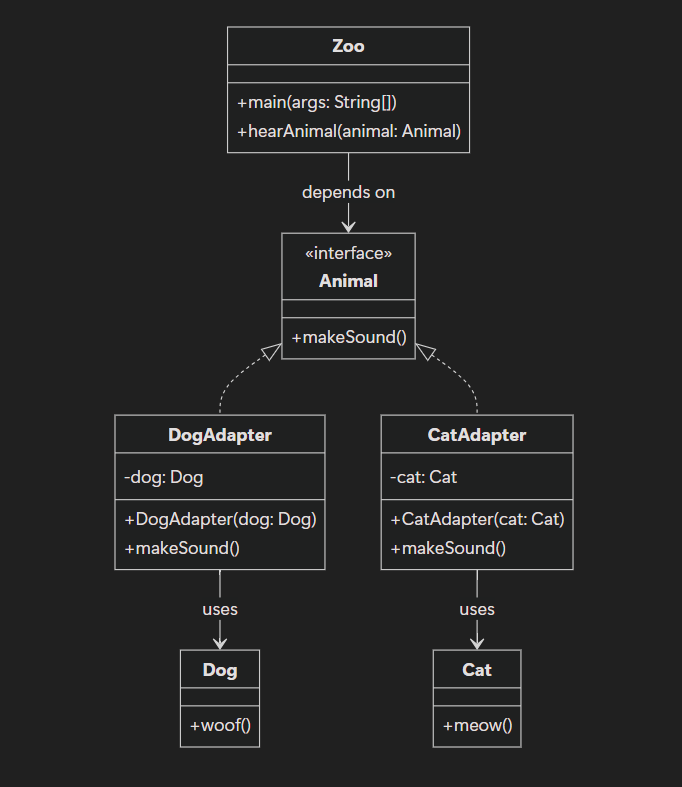 Zoo
+main(args: String[])
+hearAnimal(animal: Animal)
depends on
«interface»
Animal
+makeSound()
DogAdapter
-dog: Dog
+DogAdapter(dog: Dog)
+makeSound()
CatAdapter
-cat: Cat
+CatAdapter(cat: Cat)
+makeSound()
uses
uses
Dog
+woof()
Cat
+meow()